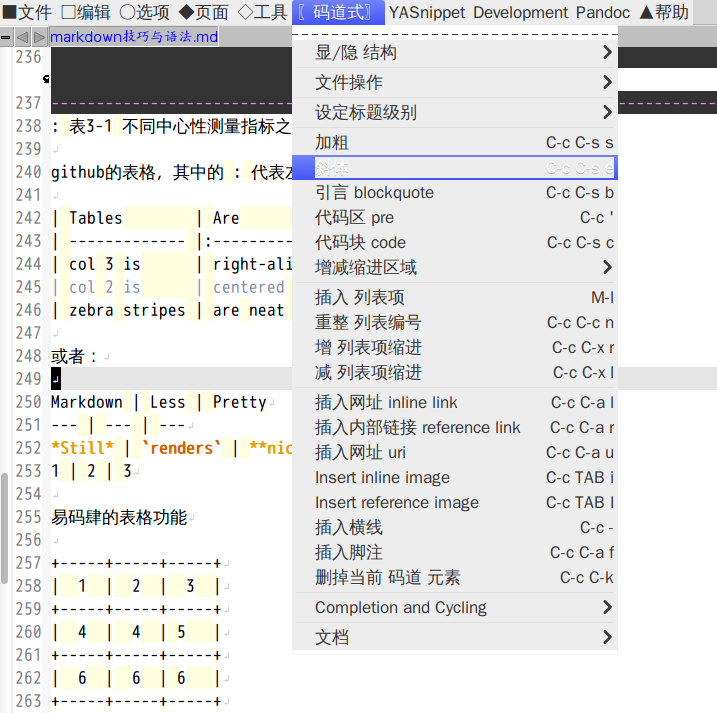 ■文件 □编辑 〇选项 ◆页面 ◇工具 〖 码道式〗 YASnippet Development Pandoc ▲帮助
markdown技巧与语法.md
236
237
238 : 表3-1 不同中心性测量指标之
239
240 github的表格，其中的 : 代表左
241
242 | Tables | Are
243 | ------------- |:-
244 | col 3 is | right-ali
245 | col 2 is | centered
246 | zebra stripes | are neat
247
248 或者：
249
250 Markdown | Less | Pretty
251 --- | --- | ---
252 *Still* | `renders` | **nic
253 1 | 2 | 3
254
255 易码肆的表格功能
256
257 +-----+-----+-----+
258 | 1 | 2 | 3 |
259 +-----+-----+-----+
260 | 4 | 4 | 5 |
261 +-----+-----+-----+
262 | 6 | 6 | 6 |
263 +-----+-----+-----+
显/隐 结构
文件操作
设定标题级别
加粗 C-c C-s s
斜体 C-c C-s e
引言 blockquote C-c C-s b
代码区 pre C-c '
代码块 code C-c C-s c
增减缩进区域
插入 列表项 M-l
重整 列表编号 C-c C-c n
增 列表项缩进 C-c C-x r
减 列表项缩进 C-c C-x l
插入网址 inline link C-c C-a l
插入内部链接 reference link C-c C-a r
插入网址 uri C-c C-a u
Insert inline image C-c TAB i
Insert reference image C-c TAB I
插入横线 C-c -
插入脚注 C-c C-a f
删掉当前 码道 元素 C-c C-k
Completion and Cycling
文档